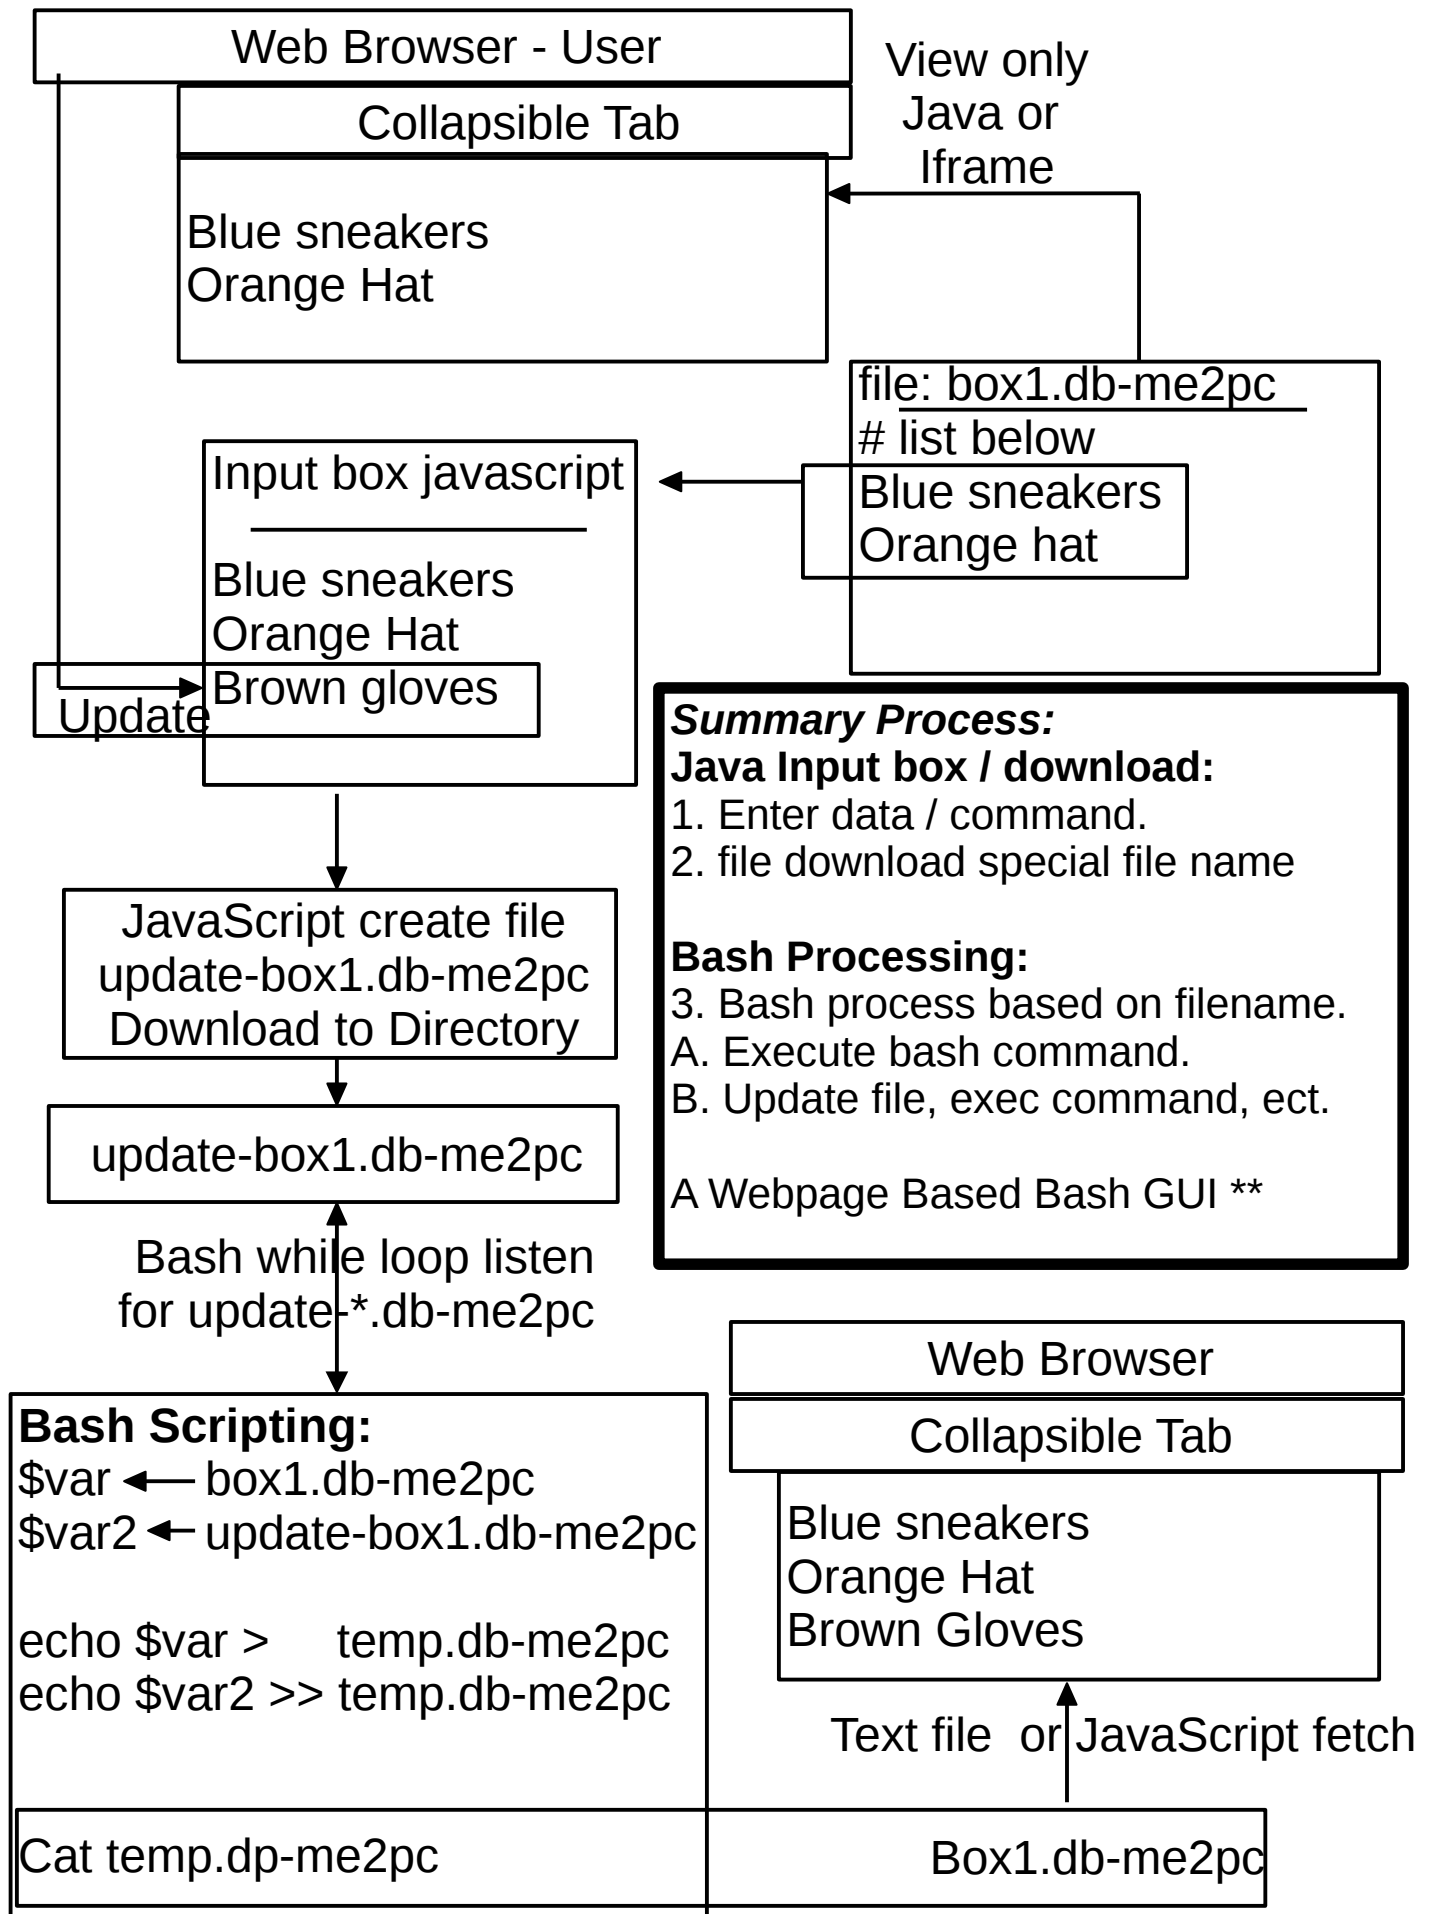 Web Browser - User
Collapsible Tab
Blue sneakers
Orange Hat
View only
Java or
Iframe
file: box1.db-me2pc
# list below
Blue sneakers
Orange hat
Input box javascript
Blue sneakers
Orange Hat
Brown gloves
Update
Summary Process:
Java Input box / download:
1. Enter data / command.
2. file download special file name
Bash Processing:
3. Bash process based on filename.
A. Execute bash command.
B. Update file, exec command, ect.
A Webpage Based Bash GUI **
JavaScript create file
update-box1.db-me2pc
Download to Directory
update-box1.db-me2pc
Bash while loop listen
for update-*.db-me2pc
Bash Scripting:
$var box1.db-me2pc
$var2 update-box1.db-me2pc
echo $var > temp.db-me2pc
echo $var2 >> temp.db-me2pc
Cat temp.dp-me2pc
Box1.db-me2pc
Web Browser
Collapsible Tab
Blue sneakers
Orange Hat
Brown Gloves
Text file or JavaScript fetch